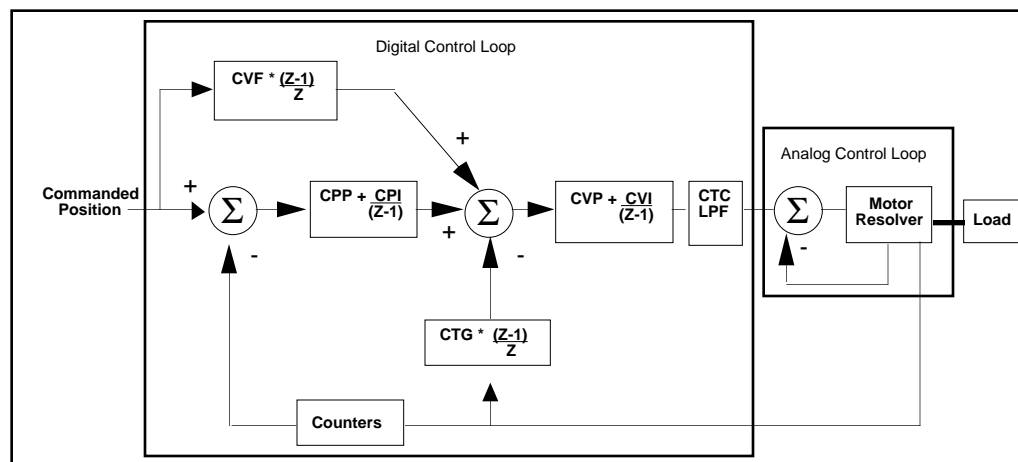 Digital Control Loop
CVF * (Z-1)
Z
+
Analog Control Loop
Commanded
Position
+
Σ
CPP + CPI
(Z-1)
+
Σ
CVP + CVI
(Z-1)
CTC
LPF
Σ
Motor
Resolver
Load
-
-
-
CTG * (Z-1)
Z
Counters